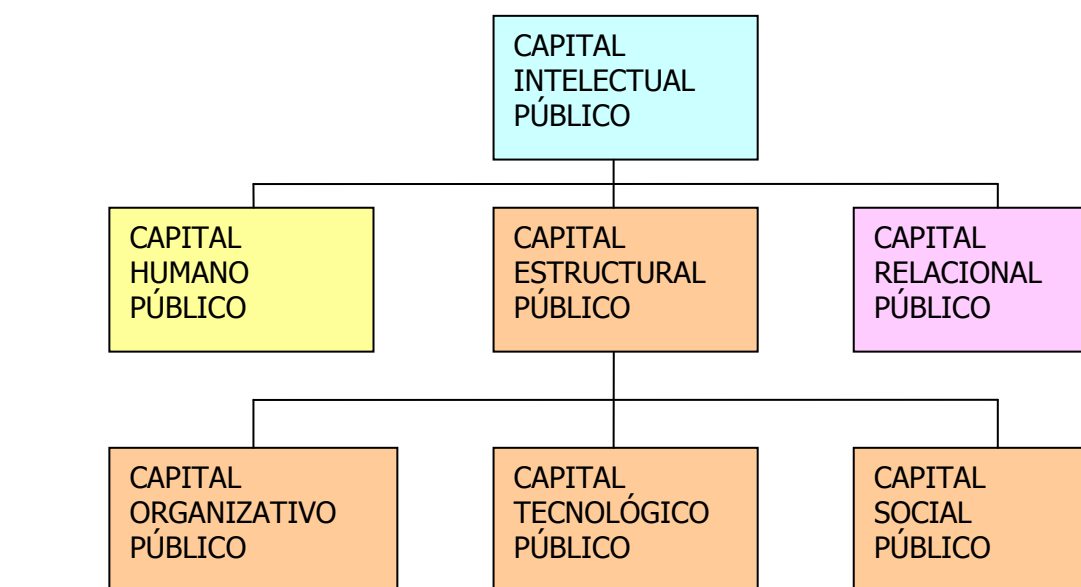 CAPITAL
INTELECTUAL
PÚBLICO
CAPITAL
HUMANO
PÚBLICO
CAPITAL
ESTRUCTURAL
PÚBLICO
CAPITAL
RELACIONAL
PÚBLICO
CAPITAL
ORGANIZATIVO
PÚBLICO
CAPITAL
TECNOLÓGICO
PÚBLICO
CAPITAL
SOCIAL
PÚBLICO